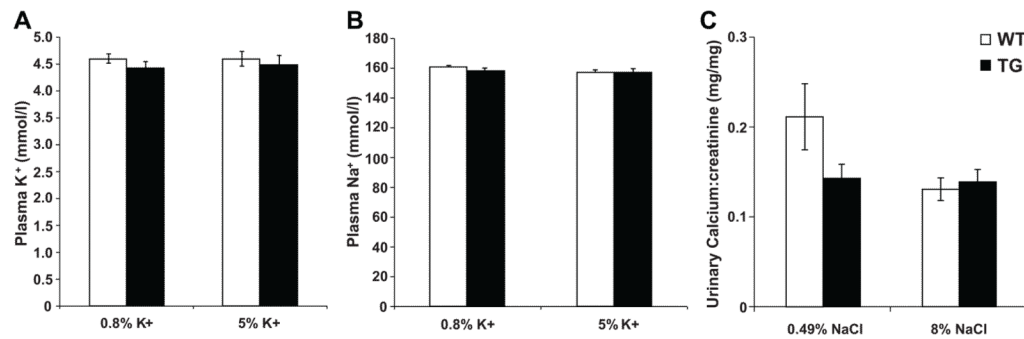 A
Plasma K+ (mmol/l)
5.0
4.5
4.0
3.5
3.0
2.5
2.0
1.5
1.0
0.5
0
0.8% K+
5% K+
B
Plasma Na+ (mmol/l)
180
160
140
120
100
80
60
40
20
0
0.8% K+
5% K+
C
Urinary Calcium:creatinine (mg/mg)
0.3
0.2
0.1
0
0.49% NaCl
8% NaCl
WT
TG